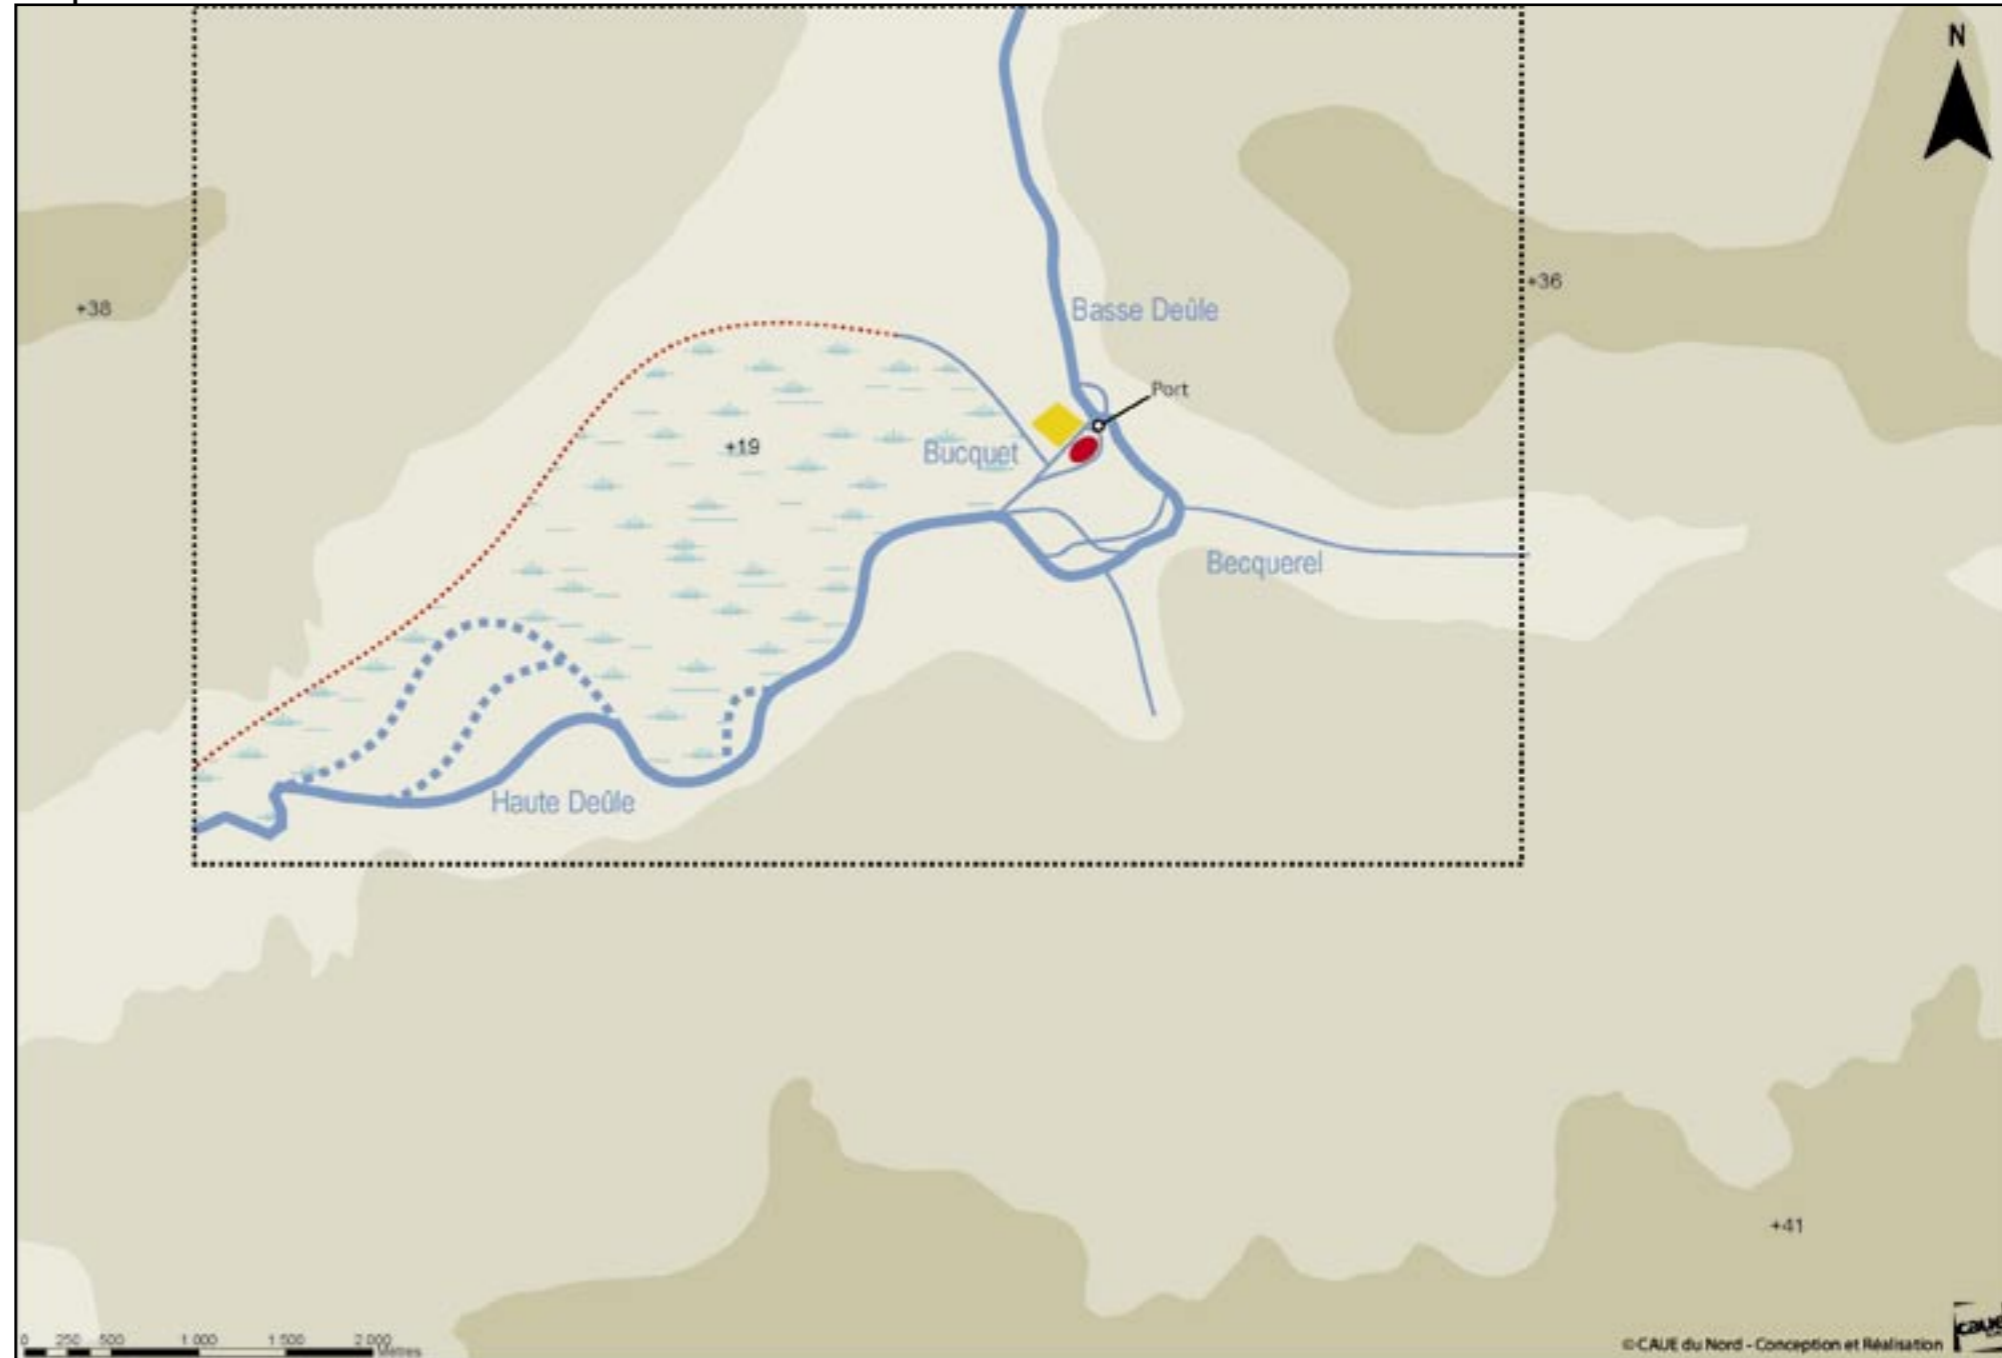 N
+38
+36
Basse Deûle
Port
+19
Bucquet
Becquerel
Haute Deûle
+41
0 250 500 1 000 1 500 2 000
Mètres
©CAUE du Nord - Conception et Réalisation
caue